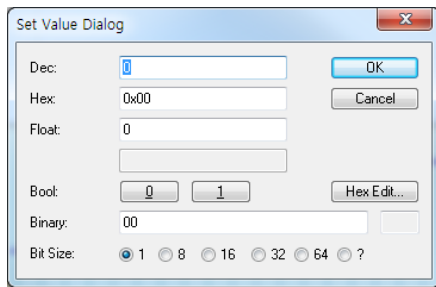 Set Value Dialog
Dec: 0 OK
Hex: 0x00 Cancel
Float: 0
Bool: 0 1 Hex Edit...
Binary: 00
Bit Size: 1 8 16 32 64 ?